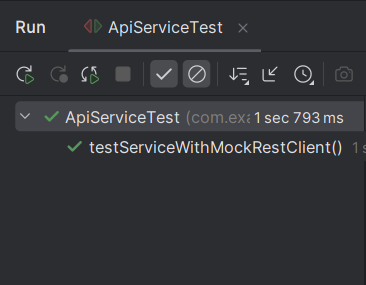 Run ApiServiceTest
ApiServiceTest (com.exa 1 sec 793 ms
testServiceWithMockRestClient() 1